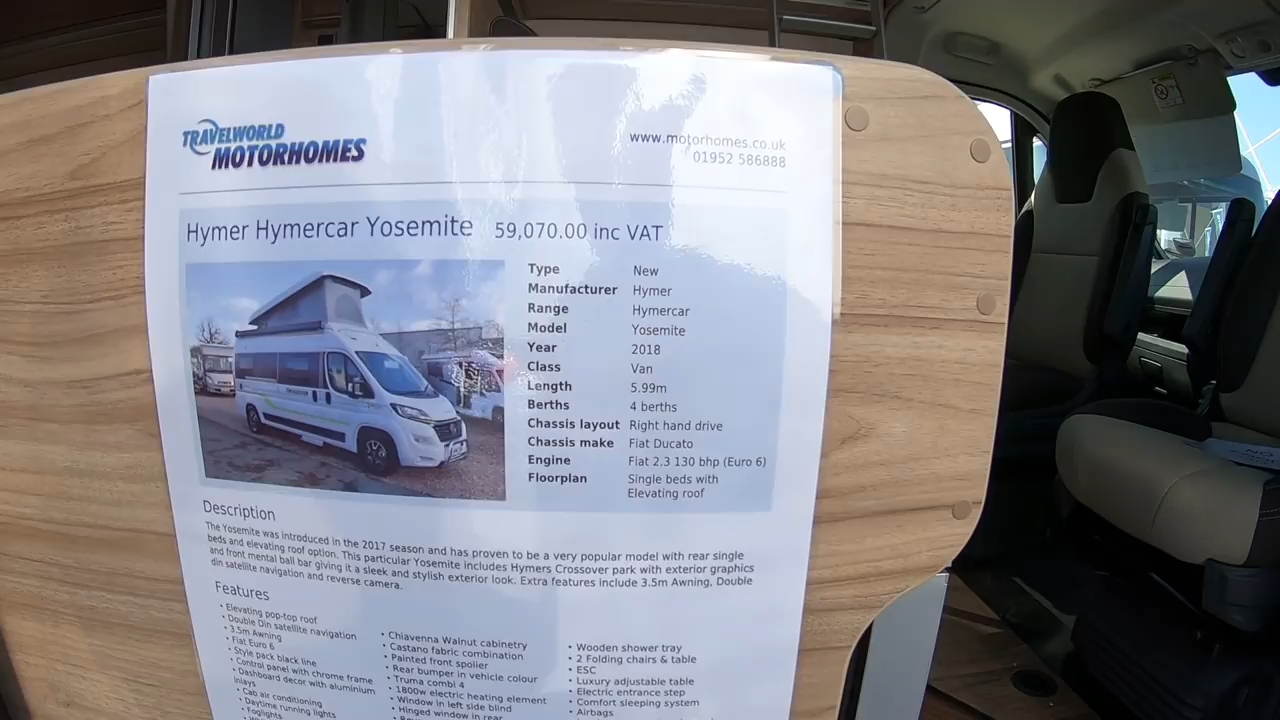 TRAVELWORLD
MOTORHOMES
www.motorhomes.co.uk
01952 586888
Hymer Hymercar Yosemite 59,070.00 inc VAT
Type New
Manufacturer Hymer
Range Hymercar
Model Yosemite
Year 2018
Class Van
Length 5.99m
Berths 4 berths
Chassis layout Right hand drive
Chassis make Fiat Ducato
Engine Fiat 2.3 130 bhp (Euro 6)
Floorplan Single beds with
Elevating roof
Description
The Yosemite was introduced in the 2017 season and has proven to be a very popular model with rear single
beds and elevating roof option. This particular Yosemite includes Hymers Crossover park with exterior graphics
and front mental ball bar giving it a sleek and stylish exterior look. Extra features include 3.5m Awning, Double
din satellite navigation and reverse camera.
Features
• Elevating pop-top roof
• Double Din satellite navigation
• 3.5m Awning
• Fiat Euro 6
• Style pack black line
• Control panel with chrome frame
• Dashboard decor with aluminium
inlays
• Cab air conditioning
• Daytime running lights
• Foglights
• Chiavenna Walnut cabinetry
• Castano fabric combination
• Painted front spoiler
• Rear bumper in vehicle colour
• Truma combi 4
• 1800w electric heating element
• Window in left side blind
• Hinged window in rear
• Wooden shower tray
• 2 Folding chairs & table
• ESC
• Luxury adjustable table
• Electric entrance step
• Comfort sleeping system
• Airbags
NO